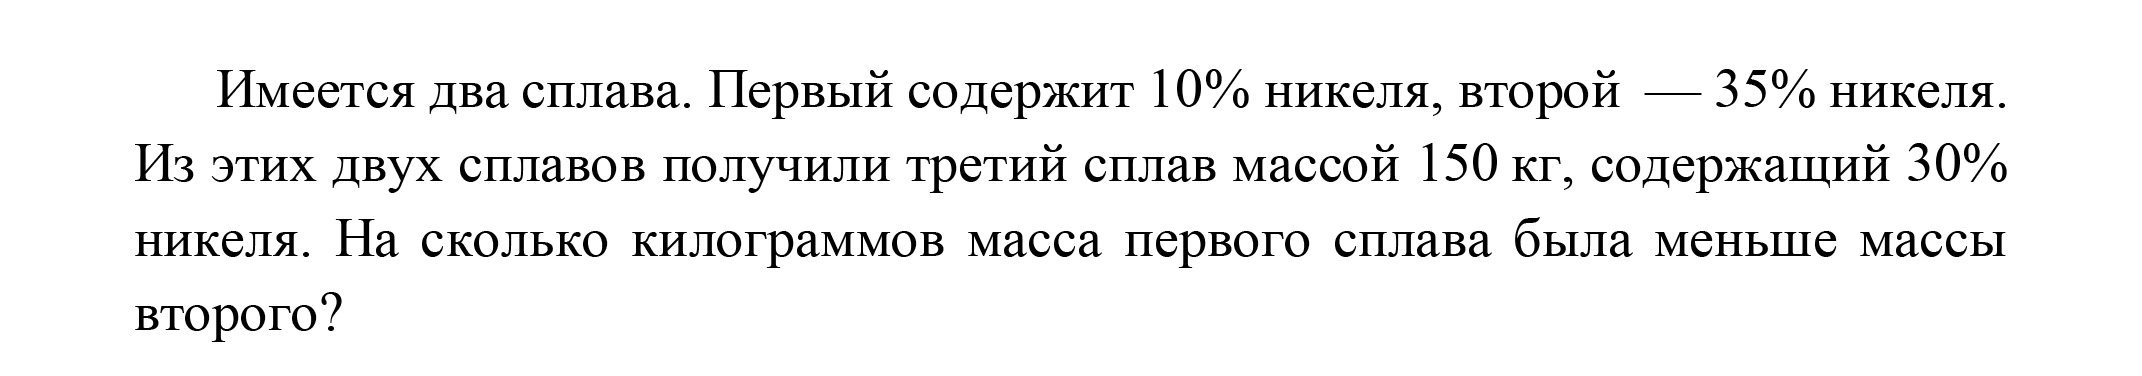 Имеется два сплава. Первый содержит 10% никеля, второй — 35% никеля.
Из этих двух сплавов получили третий сплав массой 150 кг, содержащий 30%
никеля. На сколько килограммов масса первого сплава была меньше массы
второго?